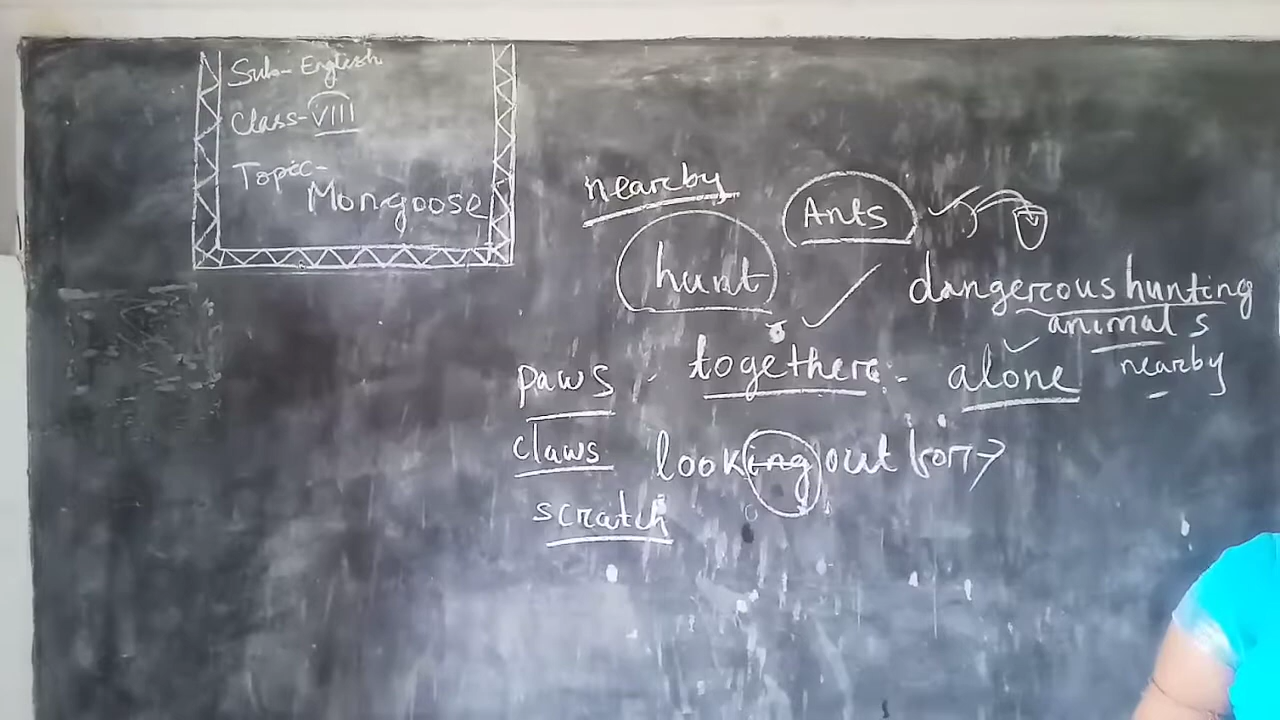 Sub- English
Class- VIII
Topic-
Mongoose
nearby
Ants
hunt
dangerous hunting
animals
paws - together - alone nearby
claws looking out for →
scratch